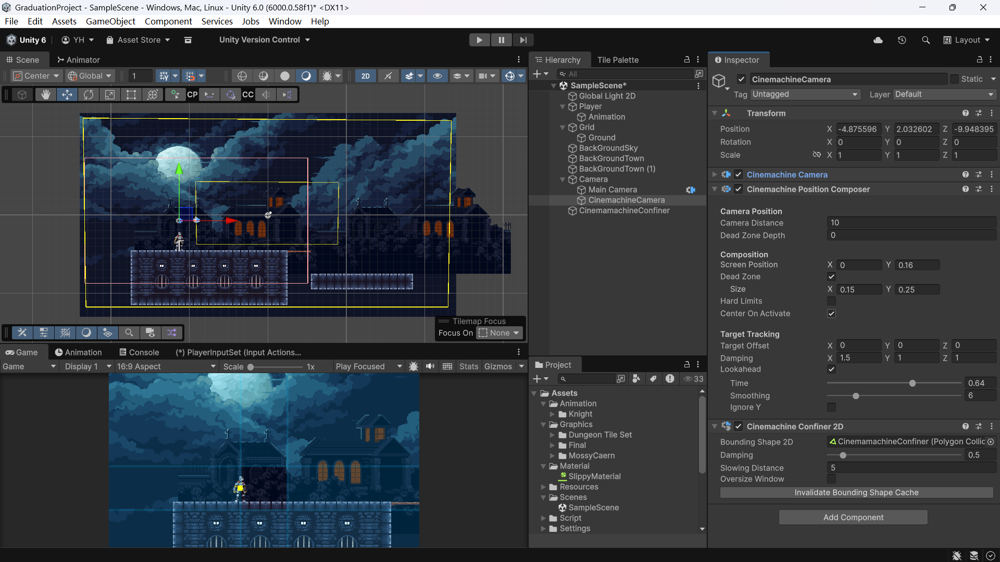 GraduationProject - SampleScene - Windows, Mac, Linux - Unity 6.0 (6000.0.58f1)* <DX11>
File Edit Assets GameObject Component Services Jobs Window Help
Unity 6 YH Asset Store Unity Version Control Layout
Scene Animator
Center Global 1 2D
CP CC
Tilemap Focus
Focus On None
Game Animation Console (*) PlayerInputSet (Input Actions...
Game Display 1 16:9 Aspect Scale 1x Play Focused Stats Gizmos
Hierarchy Tile Palette
All
SampleScene*
Global Light 2D
Player
Animation
Grid
Ground
BackGroundSky
BackGroundTown
BackGroundTown (1)
Camera
Main Camera
CinemachineCamera
CinemamachineConfiner
Project
33
Assets
Animation
Knight
Graphics
Dungeon Tile Set
Final
MossyCaern
Material
SlippyMaterial
Resources
Scenes
SampleScene
Script
Settings
Inspector
CinemachineCamera Static
Tag Untagged Layer Default
Transform
Position X -4.875596 Y 2.032602 Z -9.948395
Rotation X 0 Y 0 Z 0
Scale X 1 Y 1 Z 1
Cinemachine Camera
Cinemachine Position Composer
Camera Position
Camera Distance 10
Dead Zone Depth 0
Composition
Screen Position X 0 Y 0.16
Dead Zone
Size X 0.15 Y 0.25
Hard Limits
Center On Activate
Target Tracking
Target Offset X 0 Y 0 Z 0
Damping X 1.5 Y 1 Z 1
Lookahead
Time 0.64
Smoothing 6
Ignore Y
Cinemachine Confiner 2D
Bounding Shape 2D CinemamachineConfiner (Polygon Collic
Damping 0.5
Slowing Distance 5
Oversize Window
Invalidate Bounding Shape Cache
Add Component